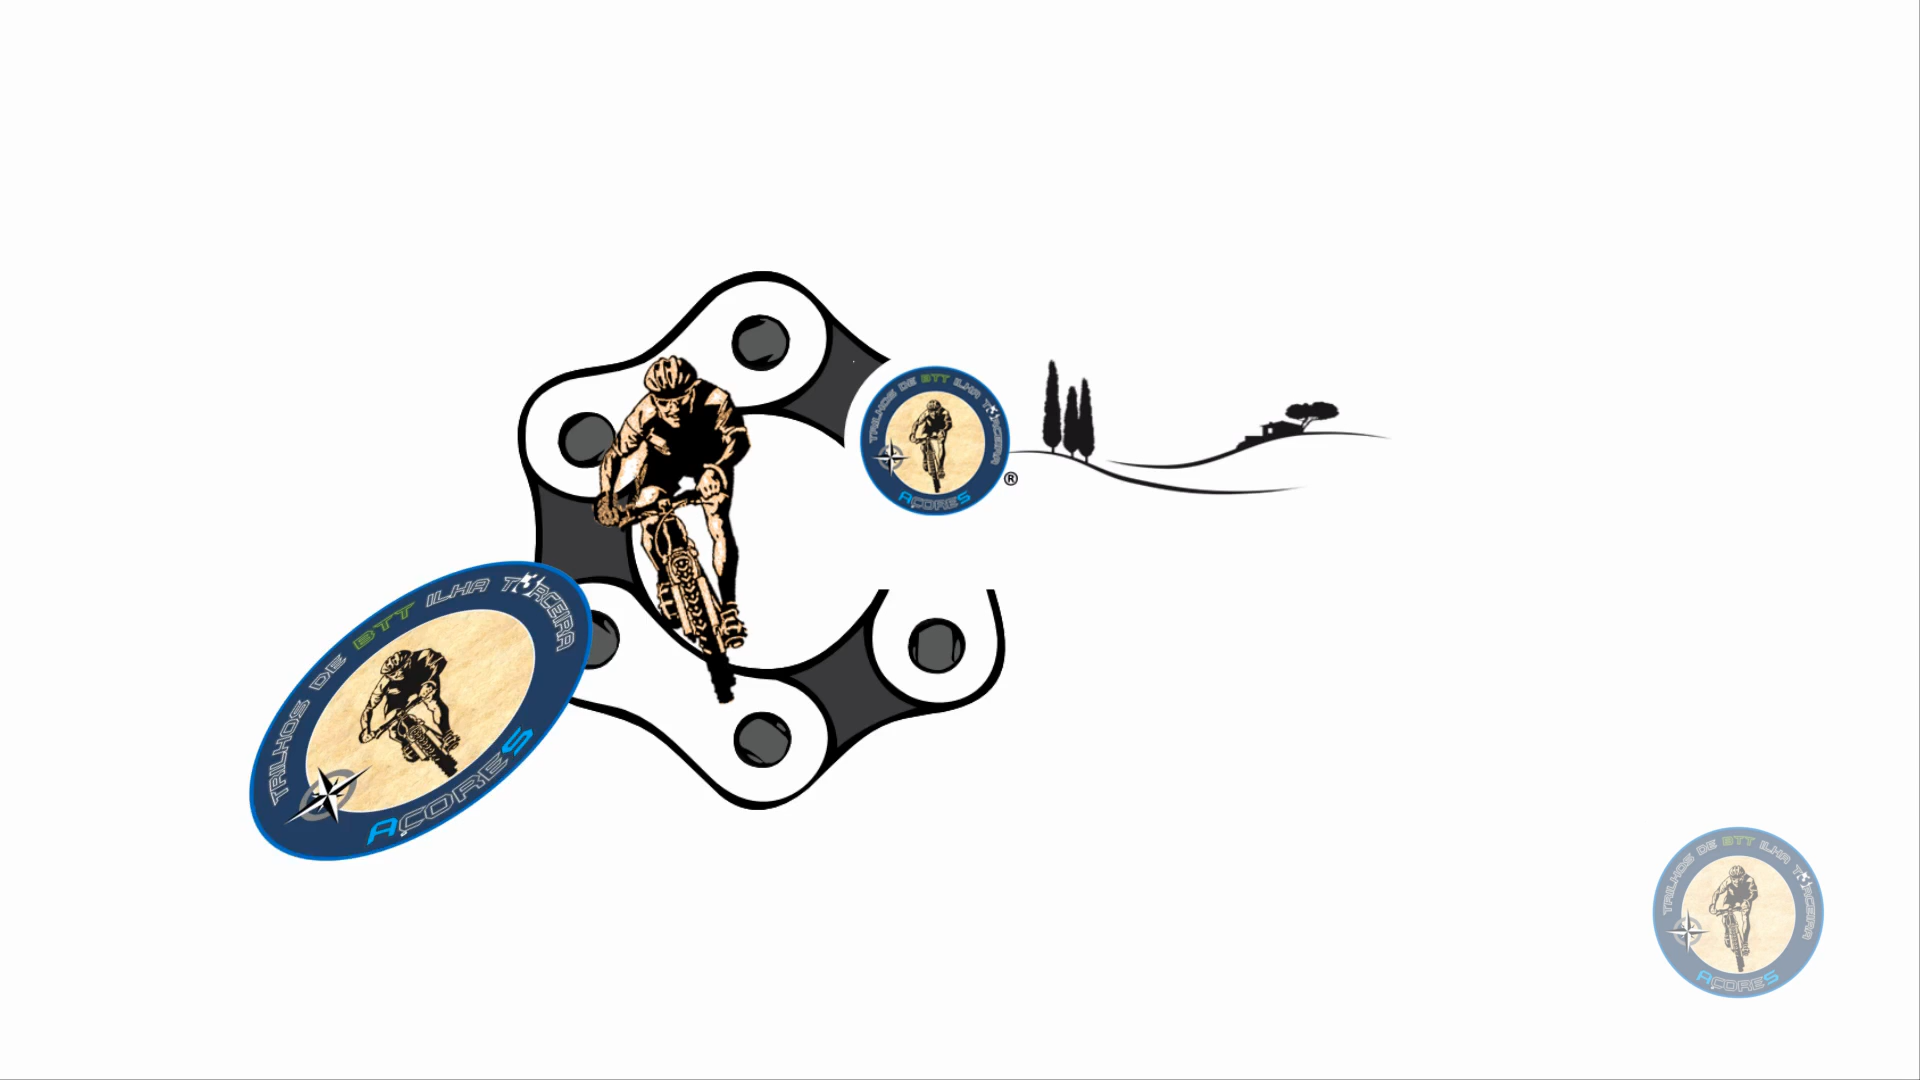 TRILHOS DE BTT ILHA TERCEIRA
AÇORES
®
TRILHOS DE BTT ILHA TERCEIRA
AÇORES
TRILHOS DE BTT ILHA TERCEIRA
AÇORES